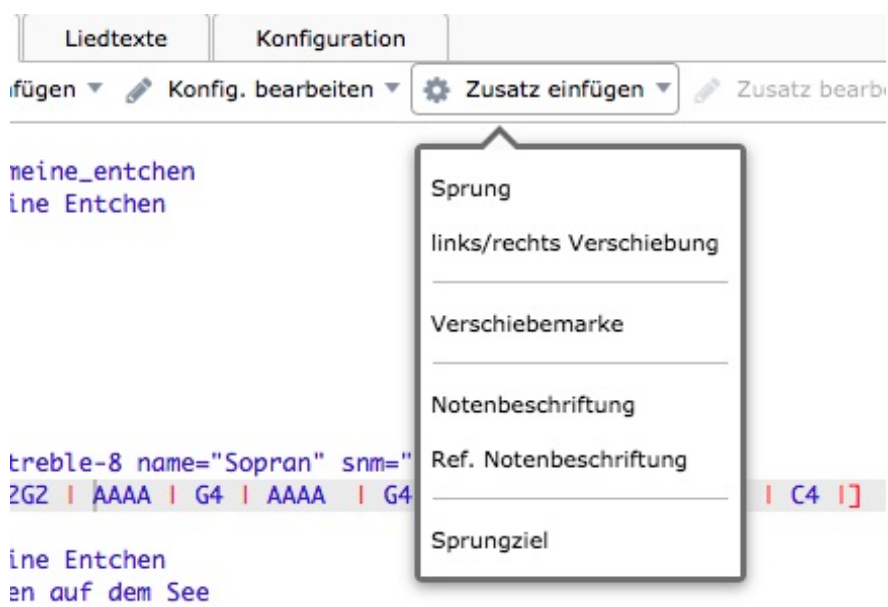 Liedtexte Konfiguration
fügen Konfig. bearbeiten Zusatz einfügen Zusatz bearb
meine_entchen
ine Entchen
Sprung
links/rechts Verschiebung
Verschiebemarke
Notenbeschriftung
Ref. Notenbeschriftung
Sprungziel
treble-8 name="Sopran" snm="
2G2 | AAAA | G4 | AAAA | G4 | C4 |]
ine Entchen
en auf dem See